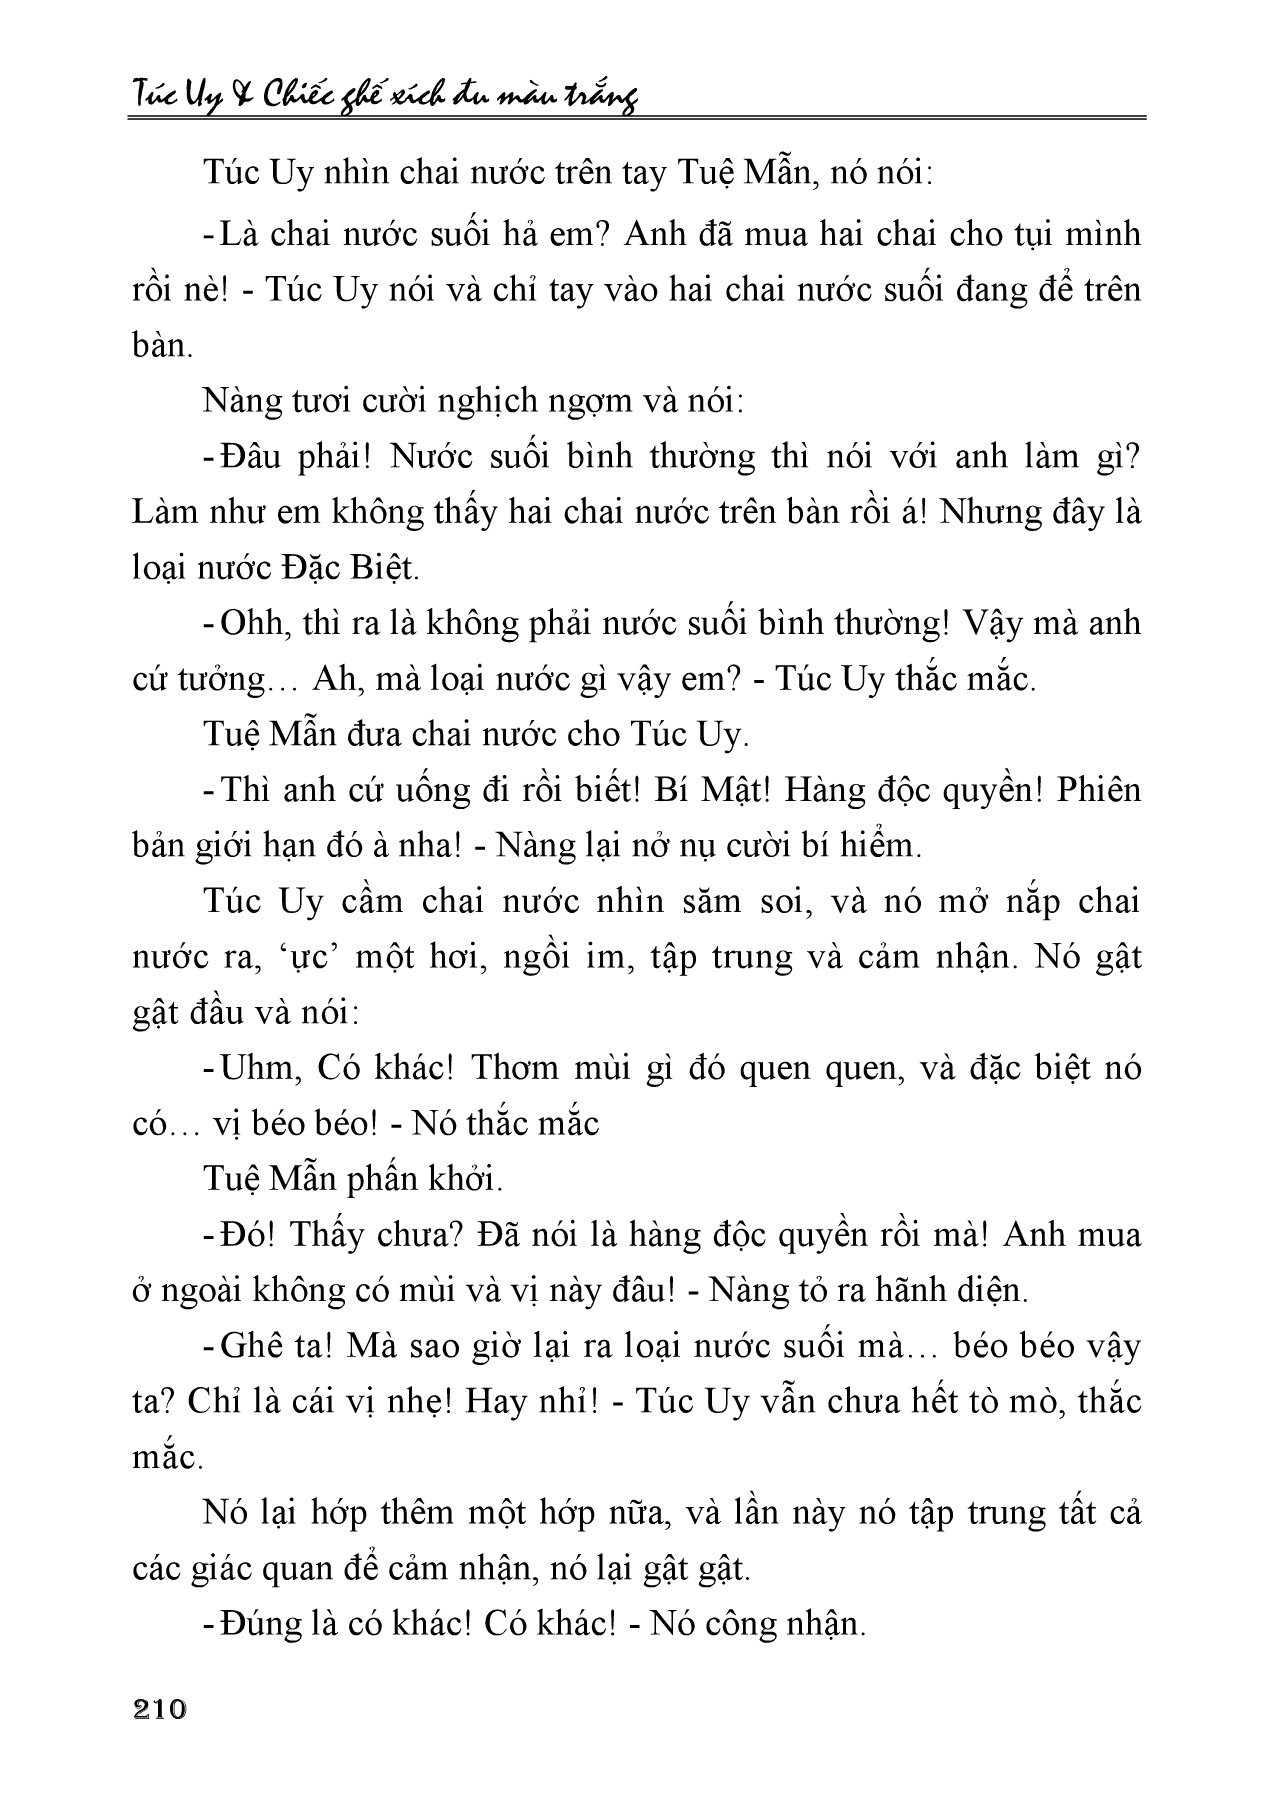 Túc Uy & Chiếc ghế xích đu màu trắng
Túc Uy nhìn chai nước trên tay Tuệ Mẫn, nó nói:
- Là chai nước suối hả em? Anh đã mua hai chai cho tụi mình
rồi nè! - Túc Uy nói và chỉ tay vào hai chai nước suối đang để trên
bàn.
Nàng tươi cười nghịch ngợm và nói:
- Đâu phải! Nước suối bình thường thì nói với anh làm gì?
Làm như em không thấy hai chai nước trên bàn rồi á! Nhưng đây là
loại nước Đặc Biệt.
- Ohh, thì ra là không phải nước suối bình thường! Vậy mà anh
cứ tưởng… Ah, mà loại nước gì vậy em? - Túc Uy thắc mắc.
Tuệ Mẫn đưa chai nước cho Túc Uy.
- Thì anh cứ uống đi rồi biết! Bí Mật! Hàng độc quyền! Phiên
bản giới hạn đó à nha! - Nàng lại nở nụ cười bí hiểm.
Túc Uy cầm chai nước nhìn săm soi, và nó mở nắp chai
nước ra, ‘ực’ một hơi, ngồi im, tập trung và cảm nhận. Nó gật
gật đầu và nói:
- Uhm, Có khác! Thơm mùi gì đó quen quen, và đặc biệt nó
có… vị béo béo! - Nó thắc mắc
Tuệ Mẫn phấn khởi.
- Đó! Thấy chưa? Đã nói là hàng độc quyền rồi mà! Anh mua
ở ngoài không có mùi và vị này đâu! - Nàng tỏ ra hãnh diện.
- Ghê ta! Mà sao giờ lại ra loại nước suối mà… béo béo vậy
ta? Chỉ là cái vị nhẹ! Hay nhỉ! - Túc Uy vẫn chưa hết tò mò, thắc
mắc.
Nó lại hớp thêm một hớp nữa, và lần này nó tập trung tất cả
các giác quan để cảm nhận, nó lại gật gật.
- Đúng là có khác! Có khác! - Nó công nhận.
210